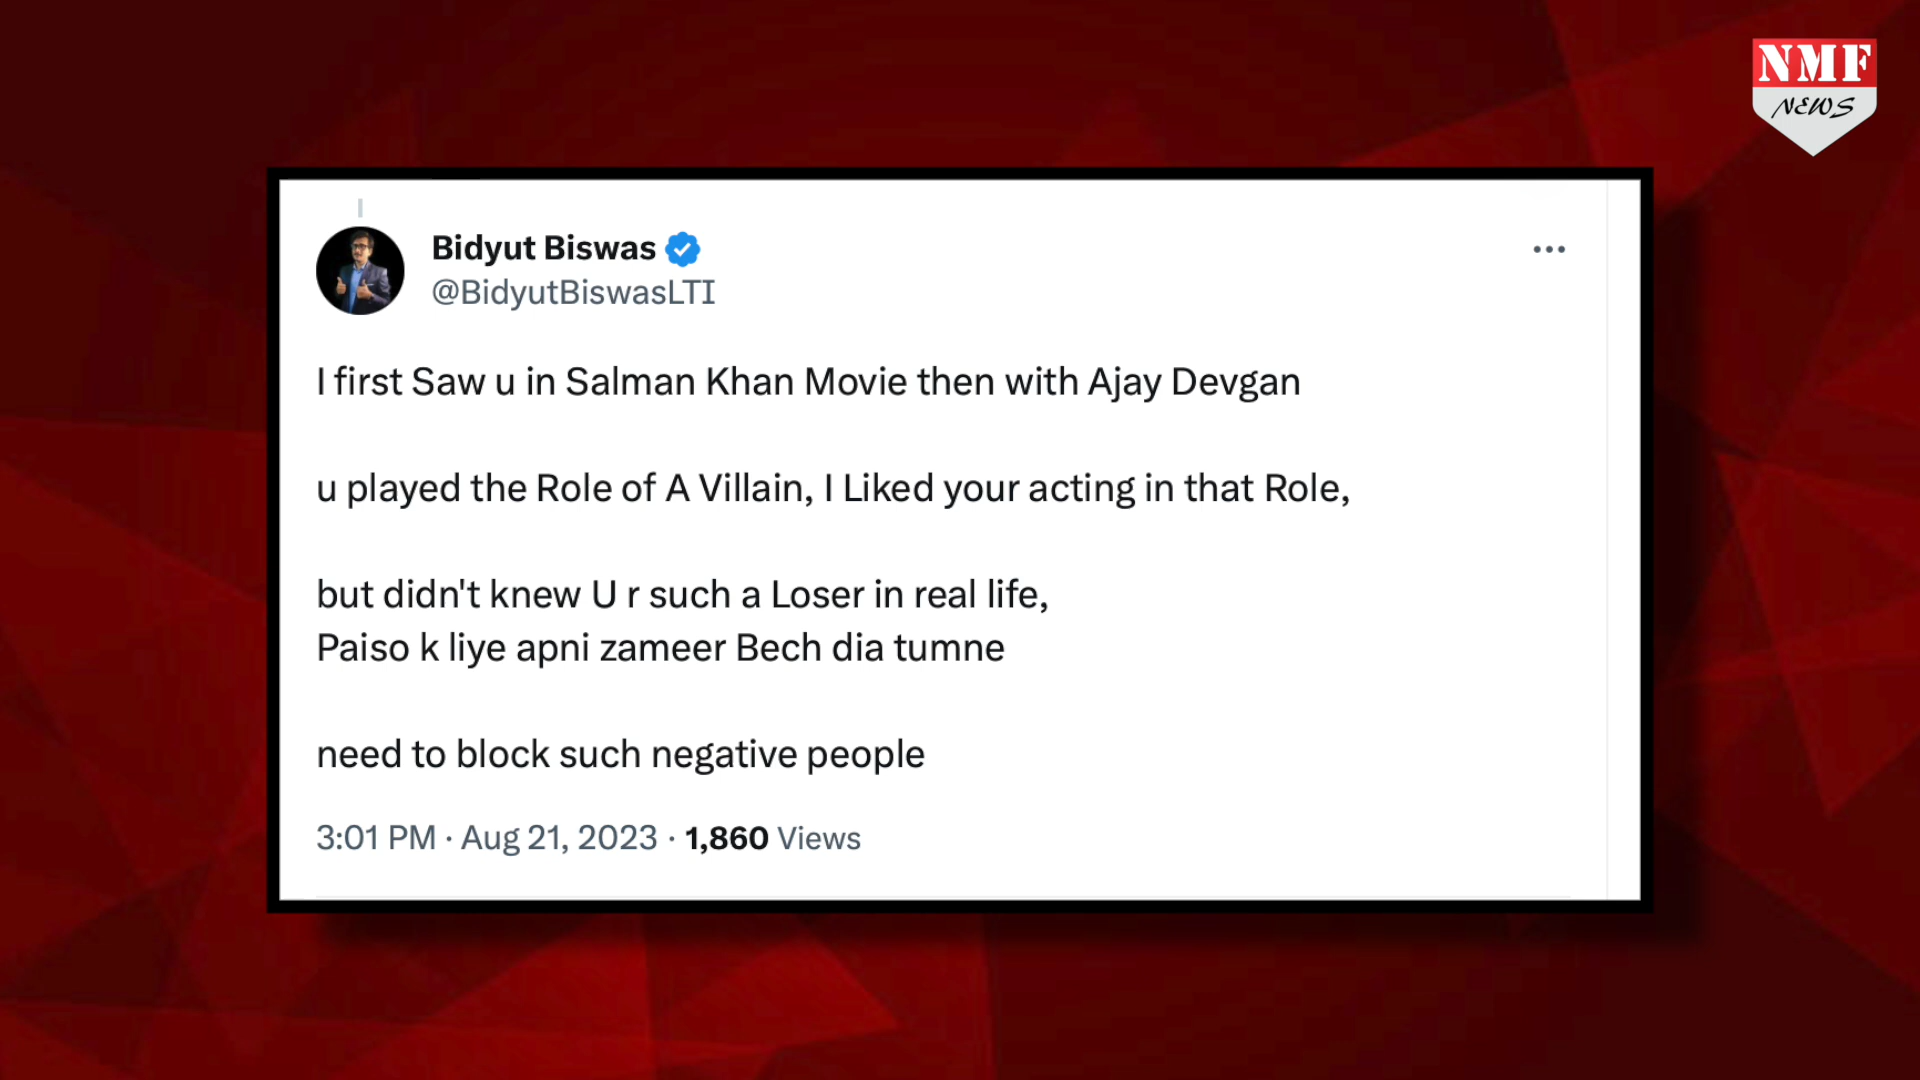 NMF
NEWS
Bidyut Biswas
@BidyutBiswasLTI
I first Saw u in Salman Khan Movie then with Ajay Devgan
u played the Role of A Villain, I Liked your acting in that Role,
but didn't knew U r such a Loser in real life,
Paiso k liye apni zameer Bech dia tumne
need to block such negative people
3:01 PM · Aug 21, 2023 · 1,860 Views